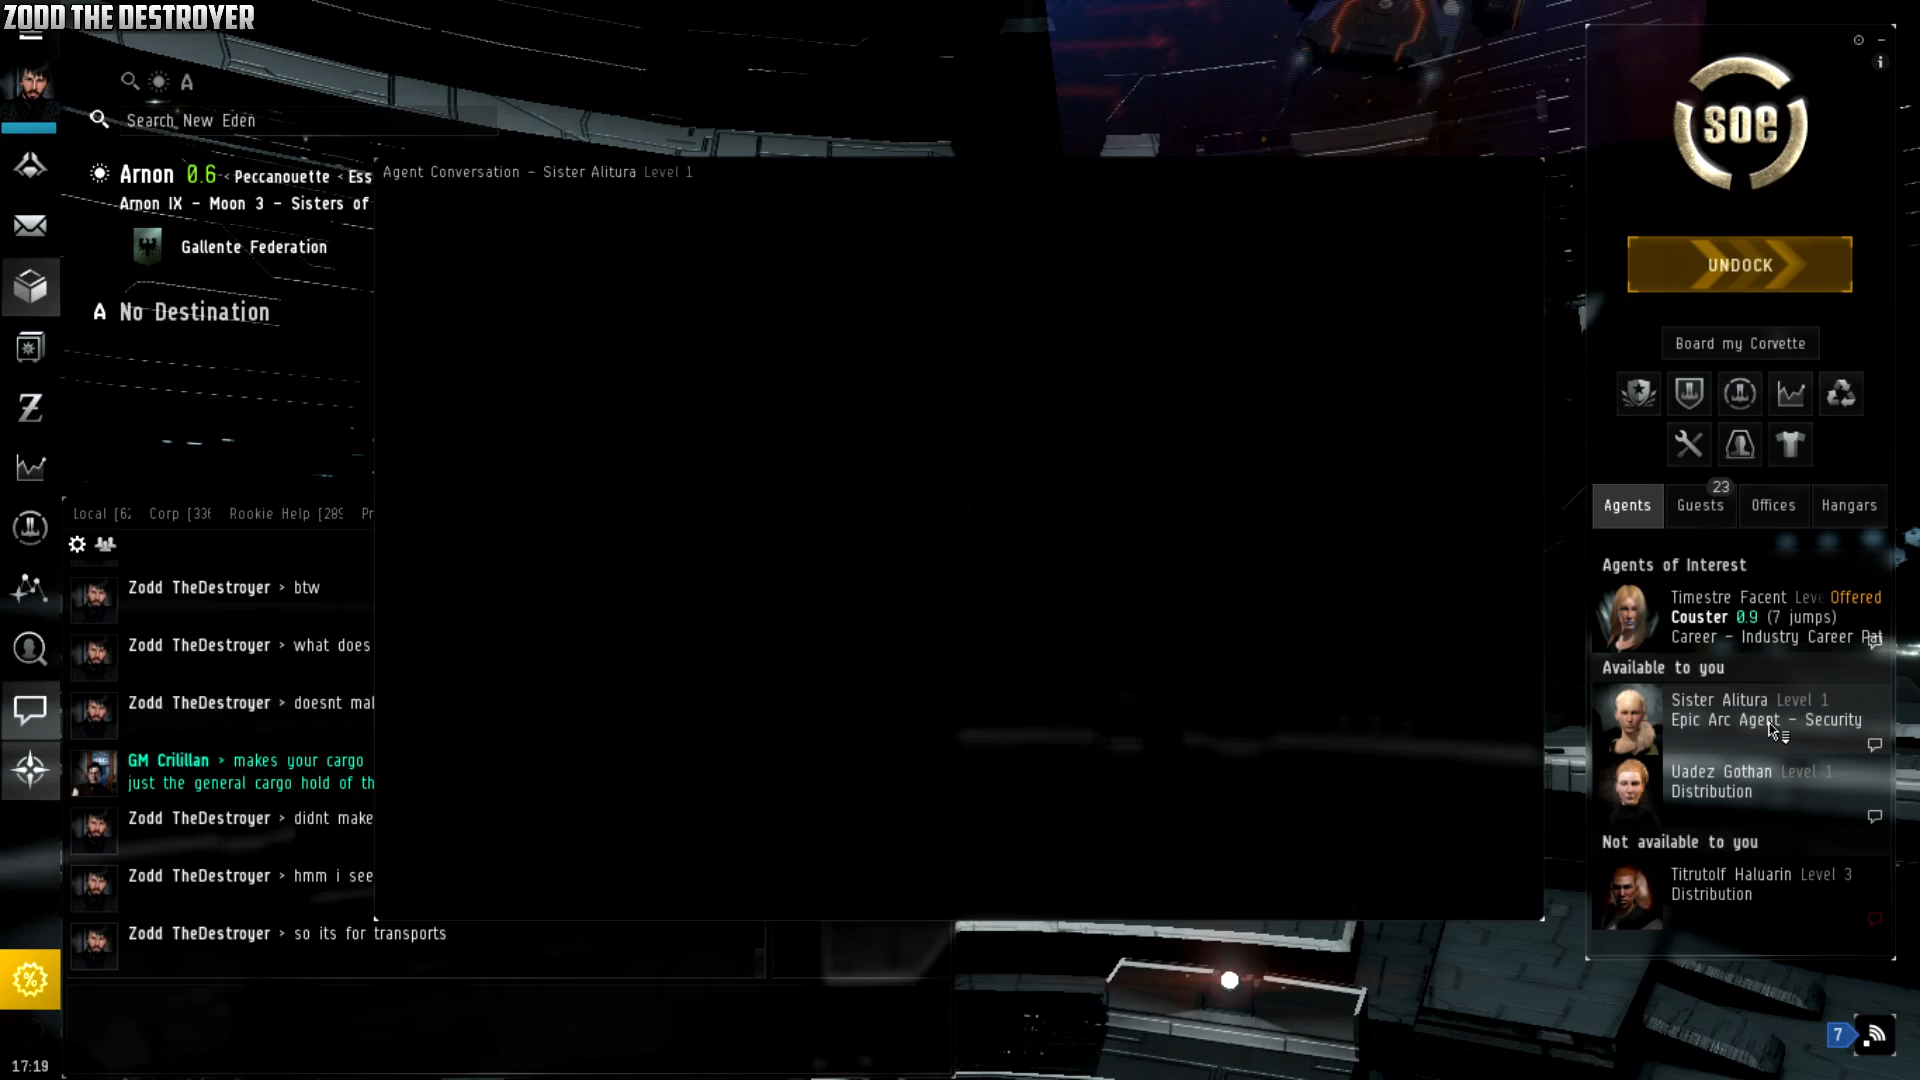 ZODD THE DESTROYER
Search New Eden
Arnon 0.6 < Peccanouette < Ess
Arnon IX - Moon 3 - Sisters of
Gallente Federation
No Destination
Agent Conversation - Sister Alitura Level 1
Local [62 Corp [336 Rookie Help [289 Pr
Zodd TheDestroyer > btw
Zodd TheDestroyer > what does
Zodd TheDestroyer > doesnt mak
GM Crilillan > makes your cargo
just the general cargo hold of th
Zodd TheDestroyer > didnt make
Zodd TheDestroyer > hmm i see
Zodd TheDestroyer > so its for transports
17:19
soe
UNDOCK
Board my Corvette
23
Agents Guests Offices Hangars
Agents of Interest
Timestre Facent Leve Offered
Couster 0.9 (7 jumps)
Career - Industry Career Pat
Available to you
Sister Alitura Level 1
Epic Arc Agent - Security
Uadez Gothan Level 1
Distribution
Not available to you
Titrutolf Haluarin Level 3
Distribution
7